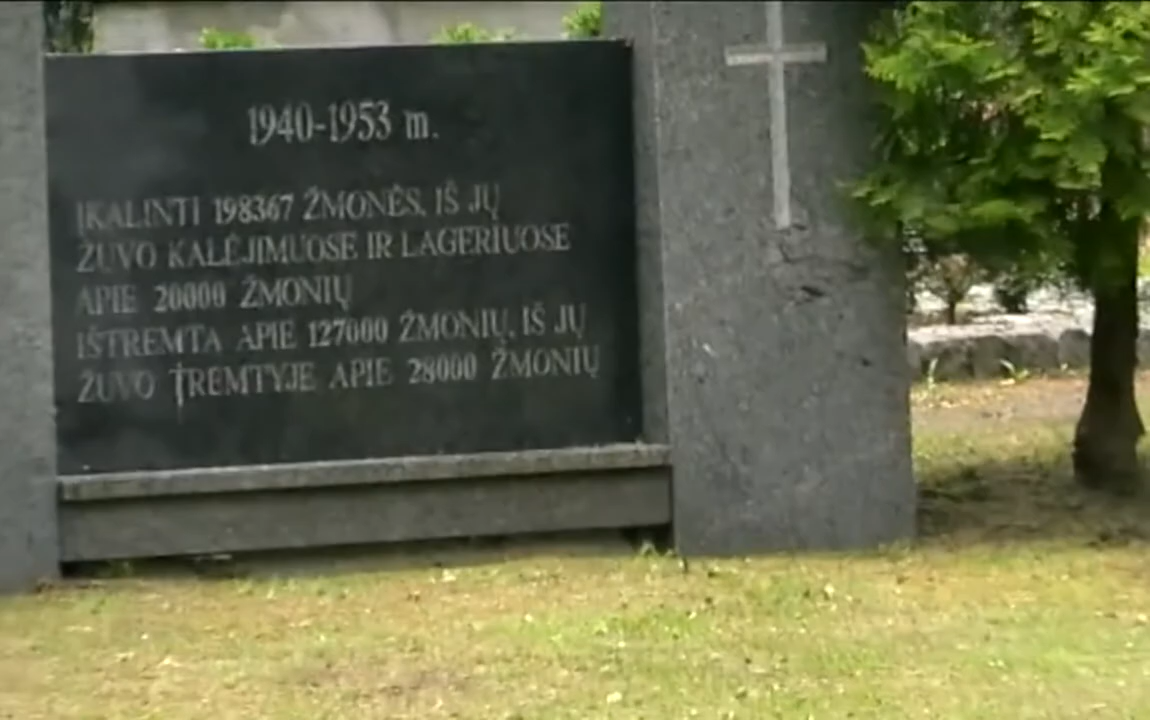 1940-1953 m.
ĮKALINTI 198367 ŽMONĖS, IŠ JŲ
ŽUVO KALĖJIMUOSE IR LAGERIUOSE
APIE 20000 ŽMONIŲ
IŠTREMTA APIE 127000 ŽMONIŲ, IŠ JŲ
ŽUVO TREMTYJE APIE 28000 ŽMONIŲ